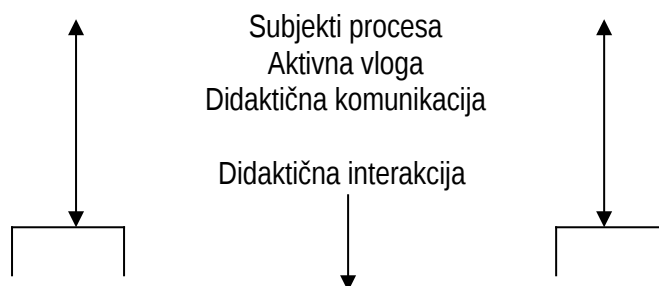 Subjekti procesa
Aktivna vloga
Didaktična komunikacija
Didaktična interakcija